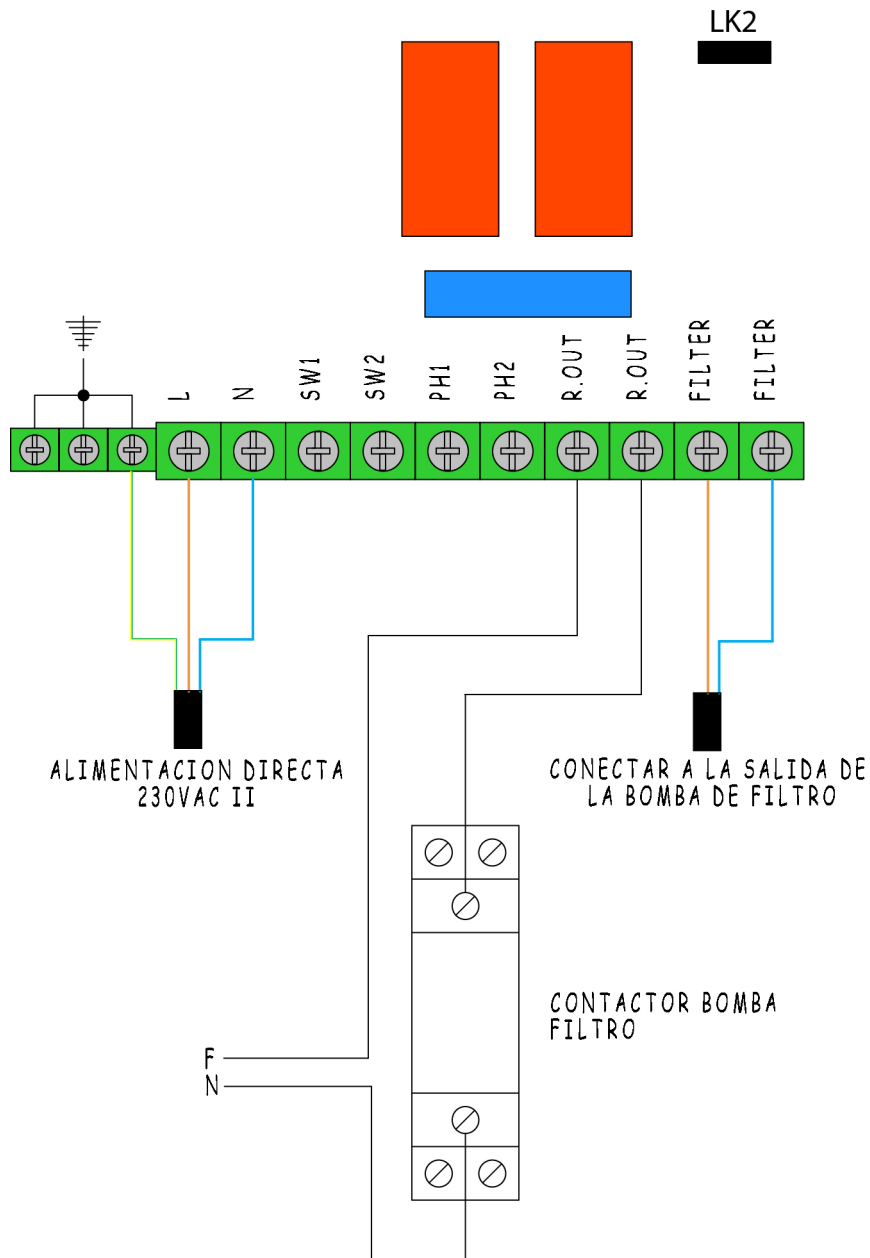 LK2
L
N
SW1
SW2
PH1
PH2
R.OUT
R.OUT
FILTER
FILTER
ALIMENTACION DIRECTA
230VAC II
CONECTAR A LA SALIDA DE
LA BOMBA DE FILTRO
CONTACTOR BOMBA
FILTRO
F
N